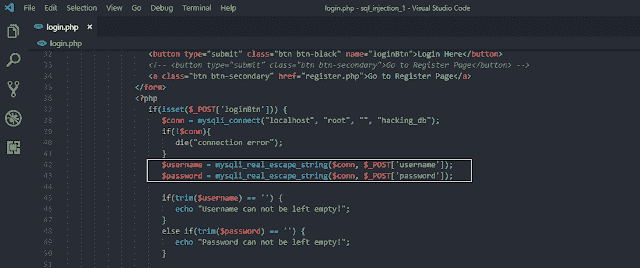 File Edit Selection View Go Debug Terminal Help login.php - sql_injection_1 - Visual Studio Code
login.php
login.php
32 <button type="submit" class="btn btn-black" name="loginBtn">Login Here</button>
33 <!-- <button type="submit" class="btn btn-secondary">Go to Register Page</button> -->
34 <a class="btn btn-secondary" href="register.php">Go to Register Page</a>
35 </form>
36 <?php
37 if(isset($_POST['loginBtn'])) {
38 $conn = mysqli_connect("localhost", "root", "", "hacking_db");
39 if(!$conn){
40 die("connection error");
41 }
42 $username = mysqli_real_escape_string($conn, $_POST['username']);
43 $password = mysqli_real_escape_string($conn, $_POST['password']);
44
45 if(trim($username) == '') {
46 echo "Username can not be left empty!";
47 }
48 else if(trim($password) == '') {
49 echo "Password can not be left empty!";
50 }
51